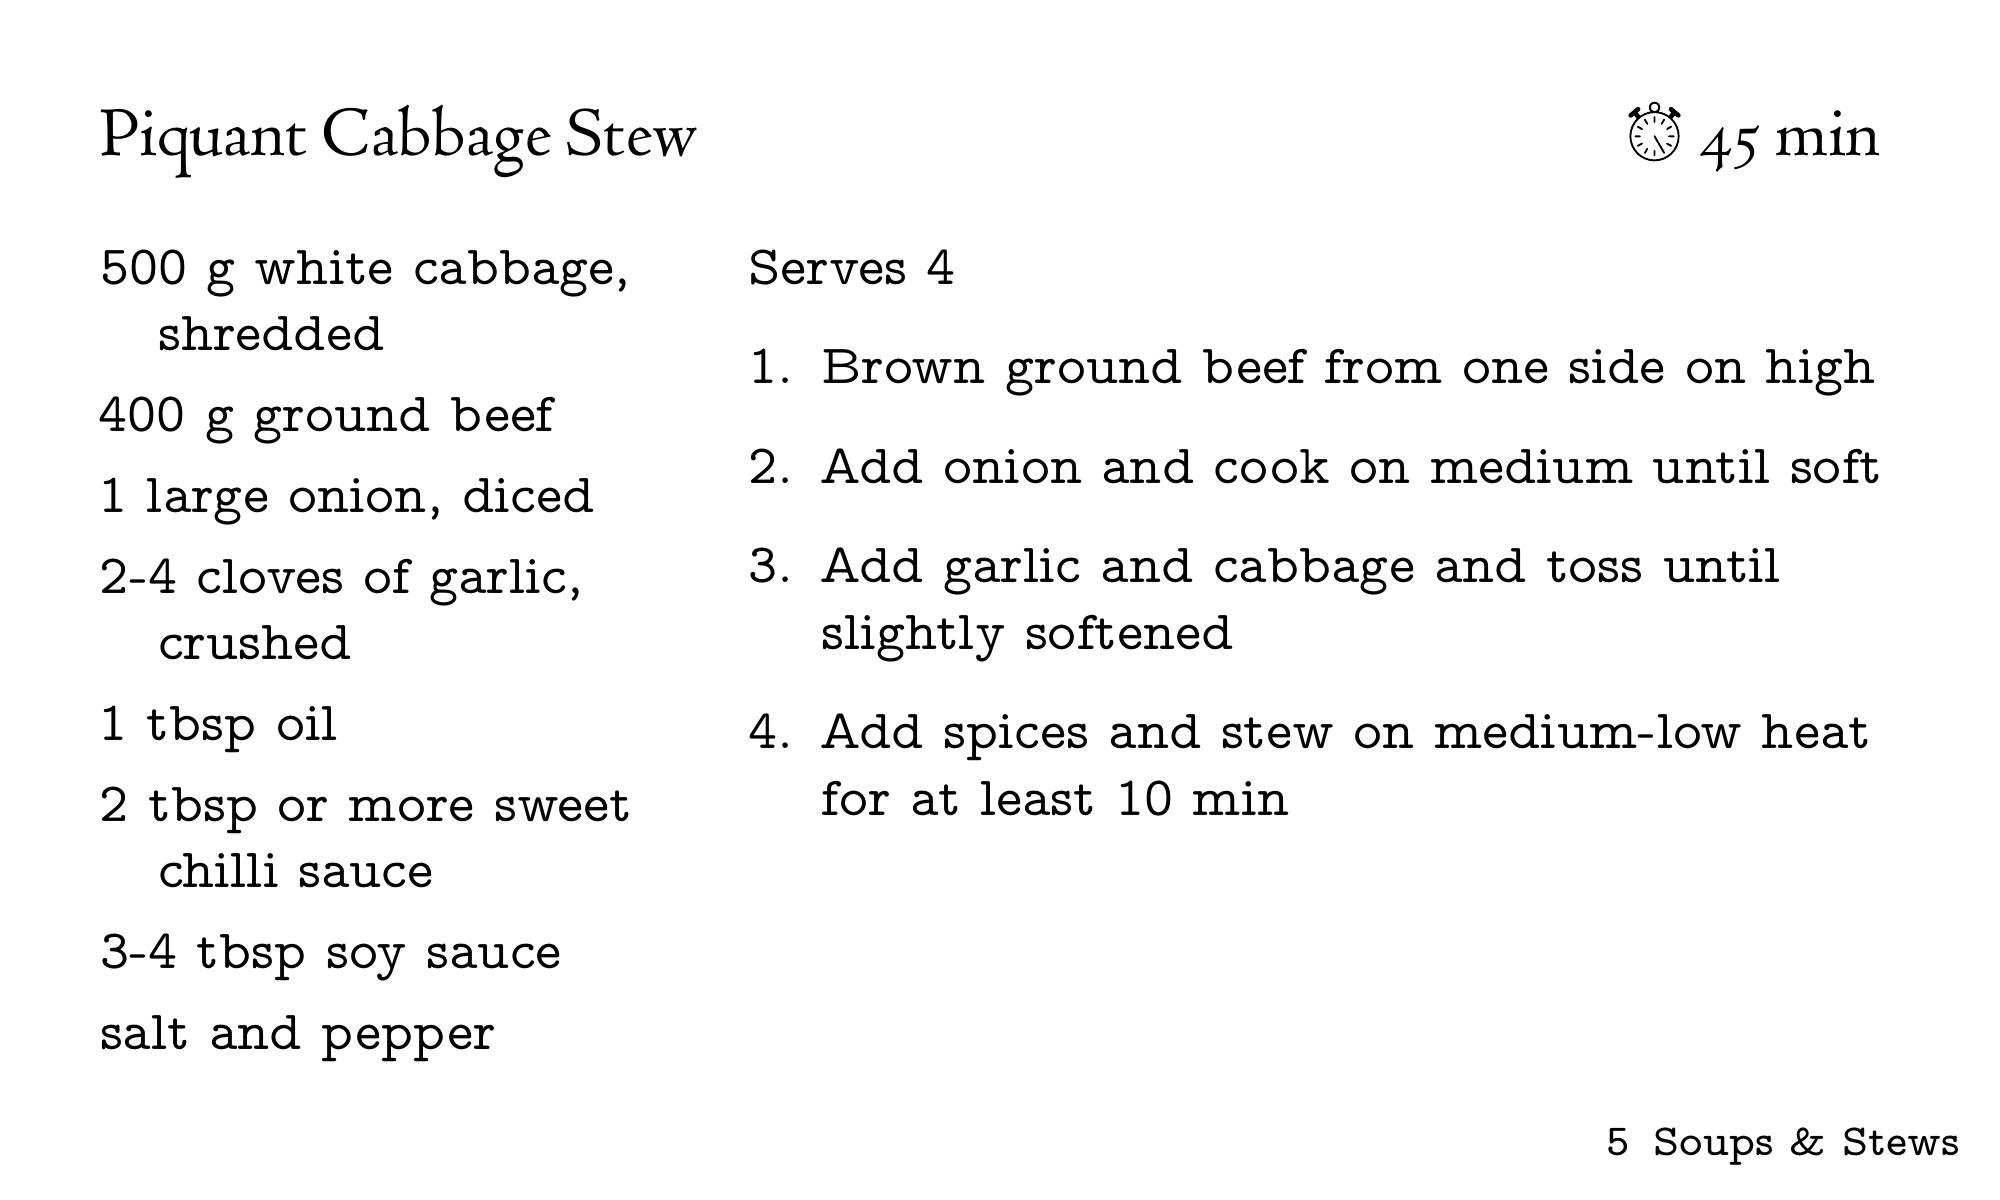 Piquant Cabbage Stew
45 min
500 g white cabbage,
shredded
400 g ground beef
1 large onion, diced
2-4 cloves of garlic,
crushed
1 tbsp oil
2 tbsp or more sweet
chilli sauce
3-4 tbsp soy sauce
salt and pepper
Serves 4
1. Brown ground beef from one side on high
2. Add onion and cook on medium until soft
3. Add garlic and cabbage and toss until
slightly softened
4. Add spices and stew on medium-low heat
for at least 10 min
5 Soups & Stews